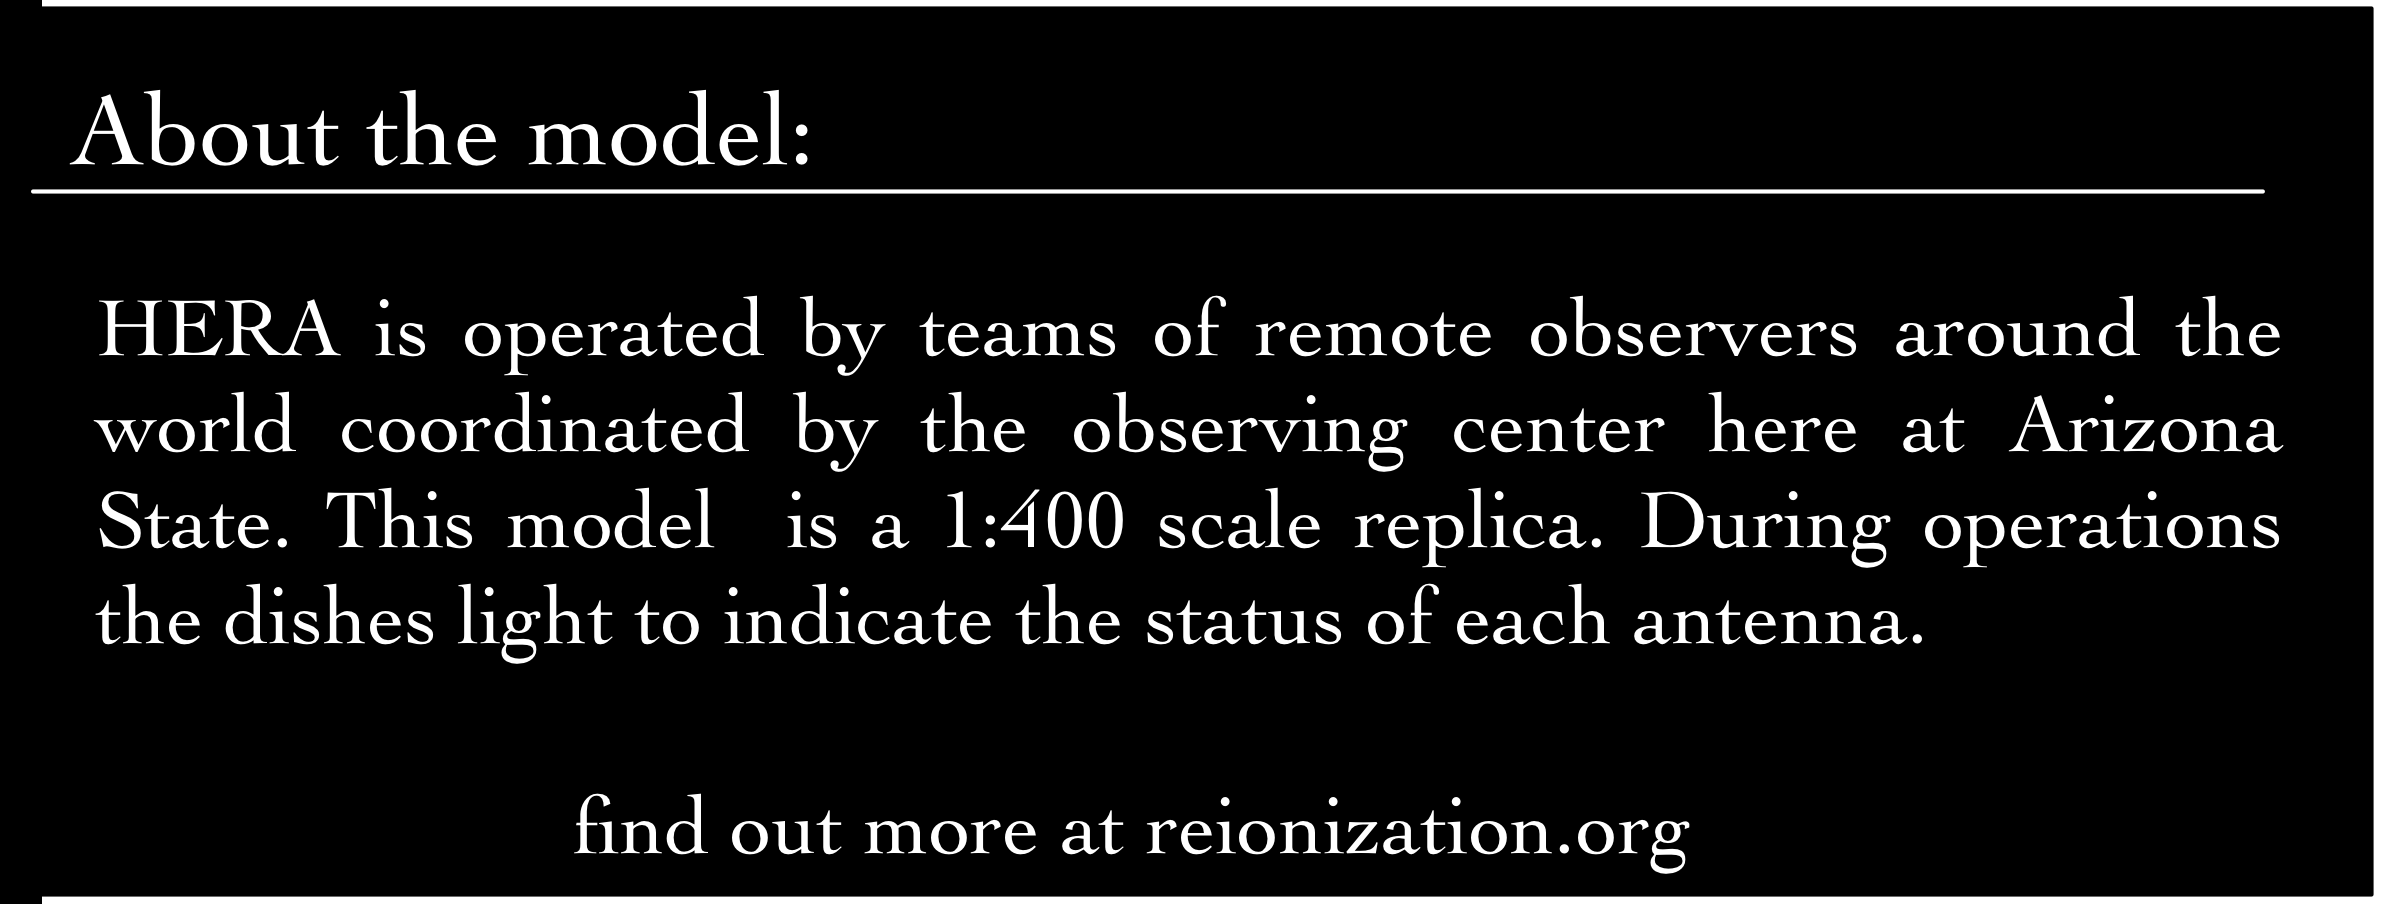 About the model:
HERA is operated by teams of remote observers around the
world coordinated by the observing center here at Arizona
State. This model is a 1:400 scale replica. During operations
the dishes light to indicate the status of each antenna.
find out more at reionization.org